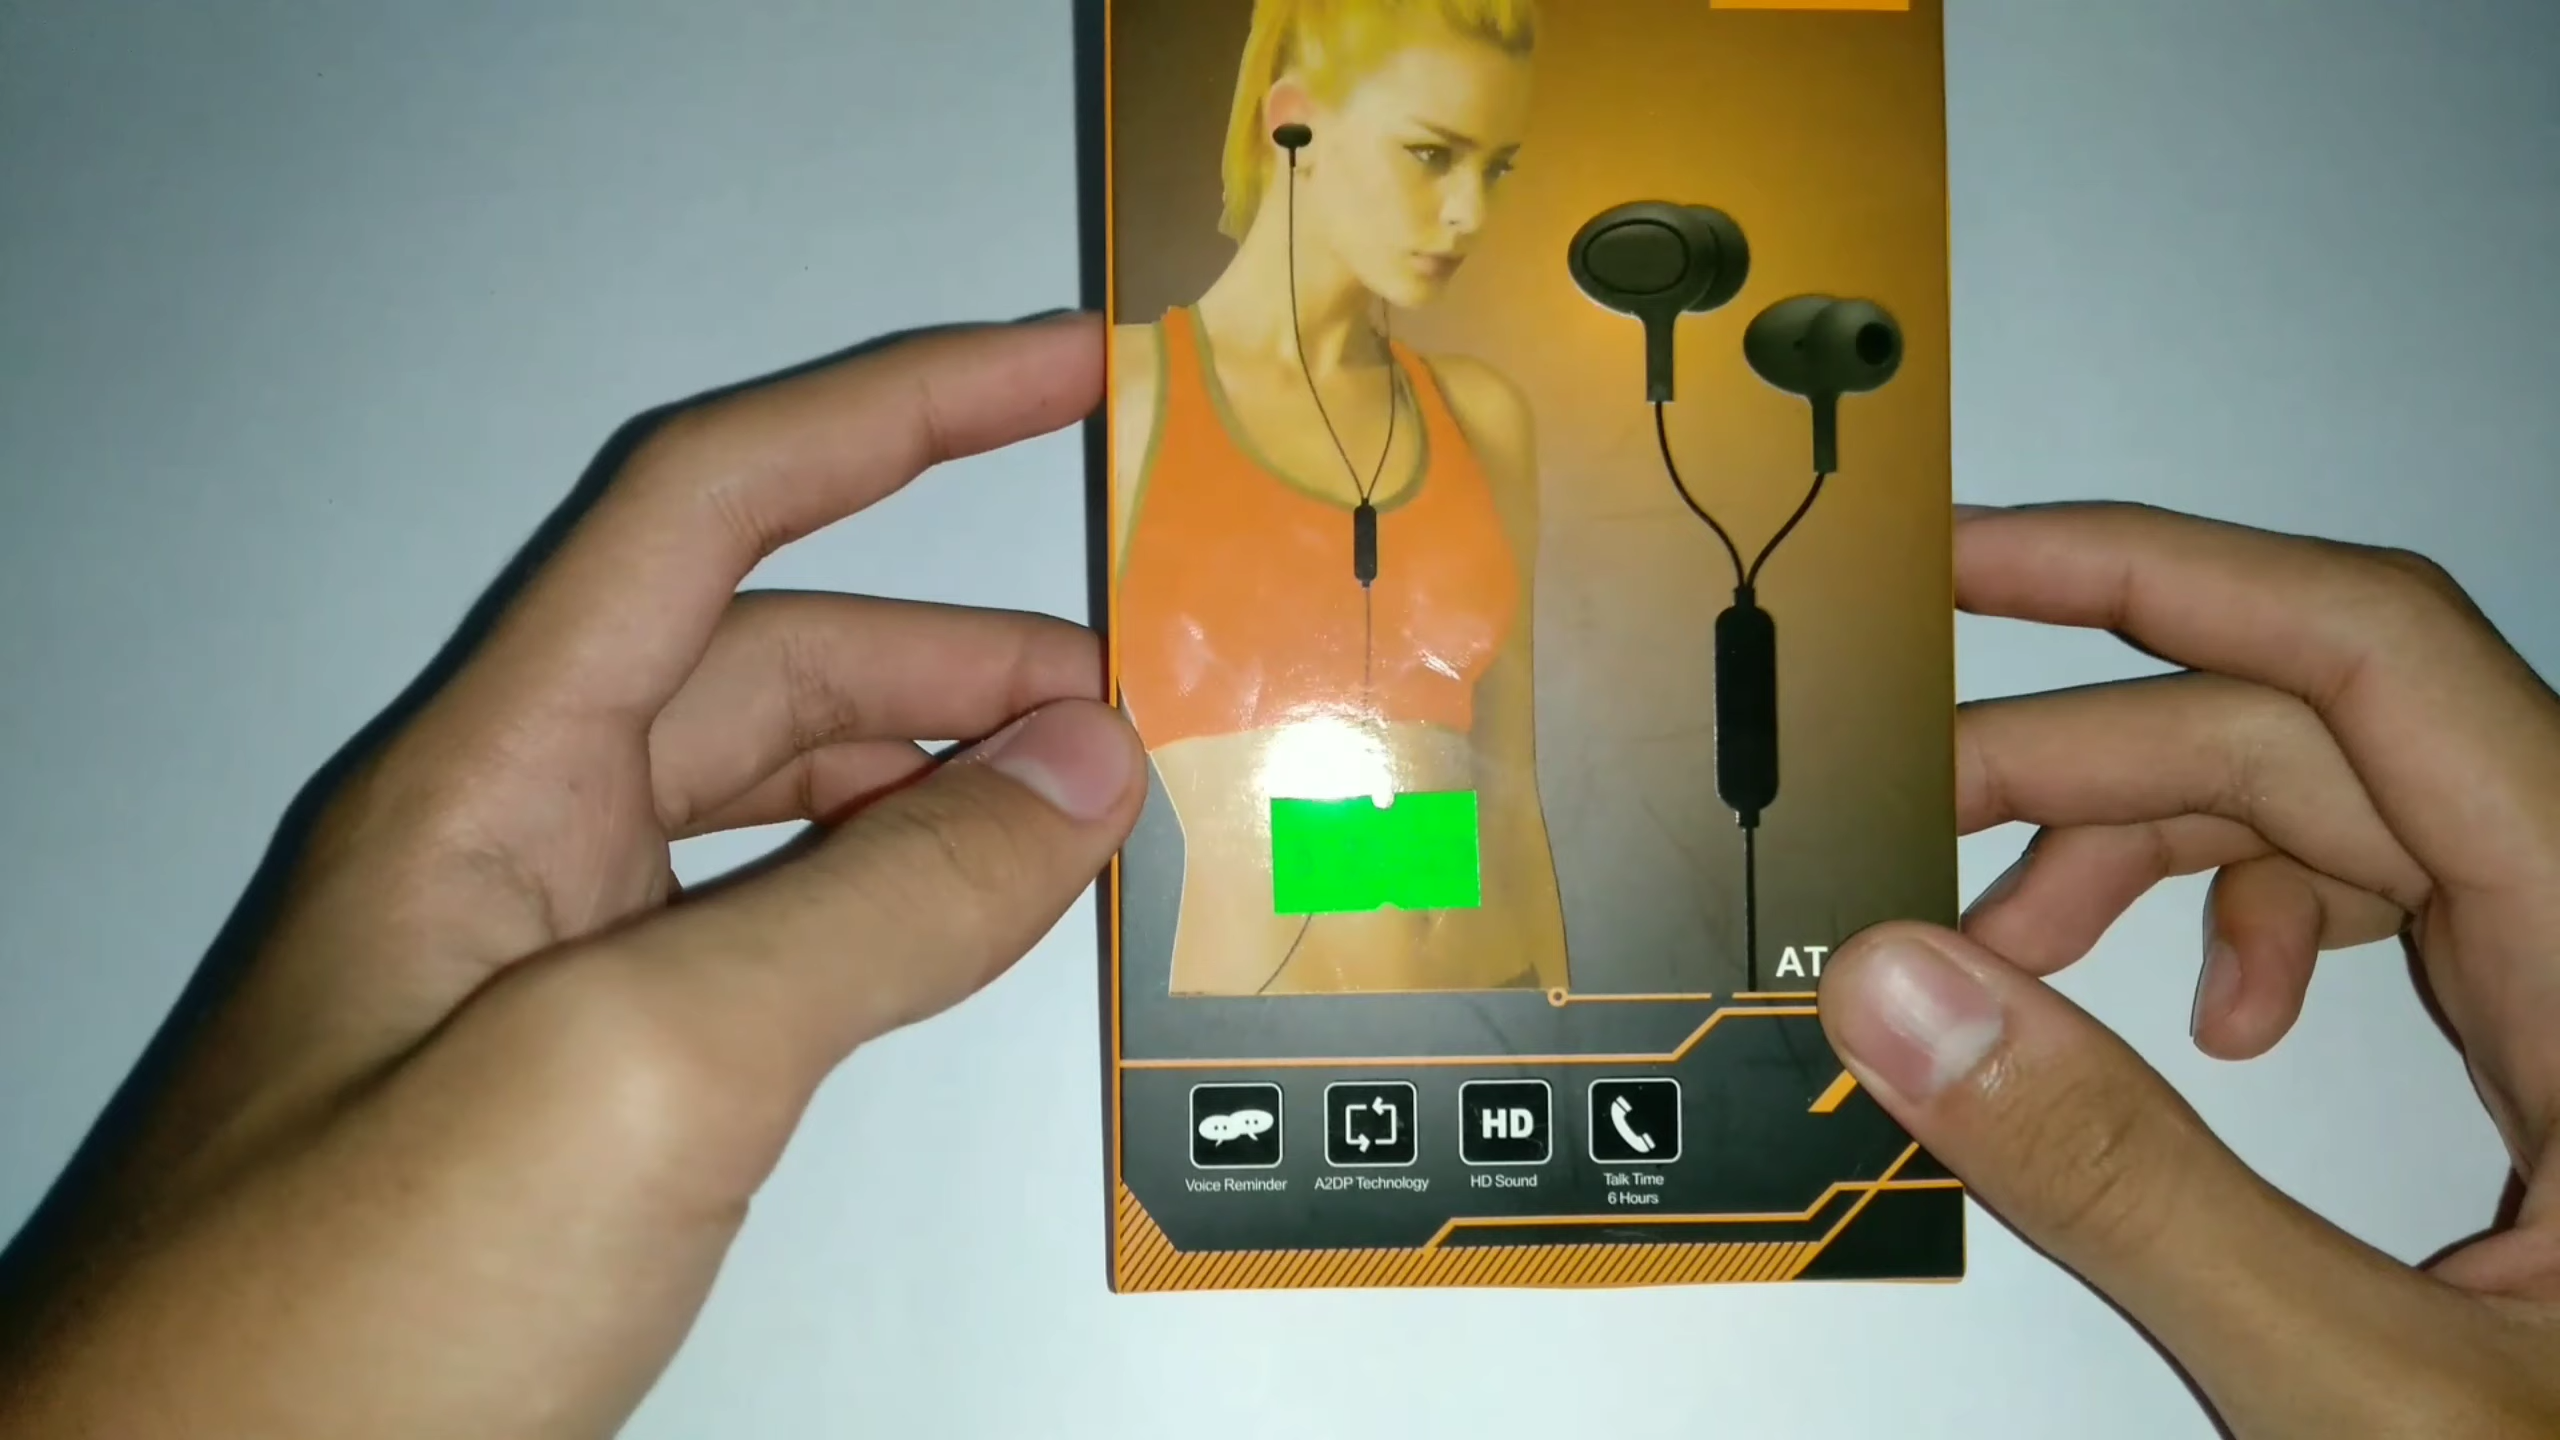 AT
HD
Voice Reminder
A2DP Technology
HD Sound
Talk Time
6 Hours